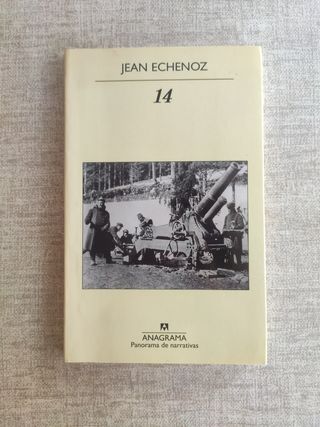 JEAN ECHENOZ
14
ANAGRAMA
Panorama de narrativas